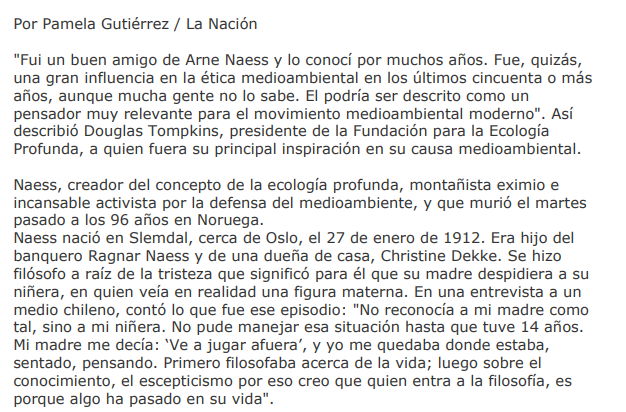 Por Pamela Gutiérrez / La Nación
"Fui un buen amigo de Arne Naess y lo conocí por muchos años. Fue, quizás,
una gran influencia en la ética medioambiental en los últimos cincuenta o más
años, aunque mucha gente no lo sabe. El podría ser descrito como un
pensador muy relevante para el movimiento medioambiental moderno". Así
describió Douglas Tompkins, presidente de la Fundación para la Ecología
Profunda, a quien fuera su principal inspiración en su causa medioambiental.
Naess, creador del concepto de la ecología profunda, montañista eximio e
incansable activista por la defensa del medioambiente, y que murió el martes
pasado a los 96 años en Noruega.
Naess nació en Slemdal, cerca de Oslo, el 27 de enero de 1912. Era hijo del
banquero Ragnar Naess y de una dueña de casa, Christine Dekke. Se hizo
filósofo a raíz de la tristeza que significó para él que su madre despidiera a su
niñera, en quien veía en realidad una figura materna. En una entrevista a un
medio chileno, contó lo que fue ese episodio: "No reconocía a mi madre como
tal, sino a mi niñera. No pude manejar esa situación hasta que tuve 14 años.
Mi madre me decía: ‘Ve a jugar afuera’, y yo me quedaba donde estaba,
sentado, pensando. Primero filosofaba acerca de la vida; luego sobre el
conocimiento, el escepticismo por eso creo que quien entra a la filosofía, es
porque algo ha pasado en su vida".